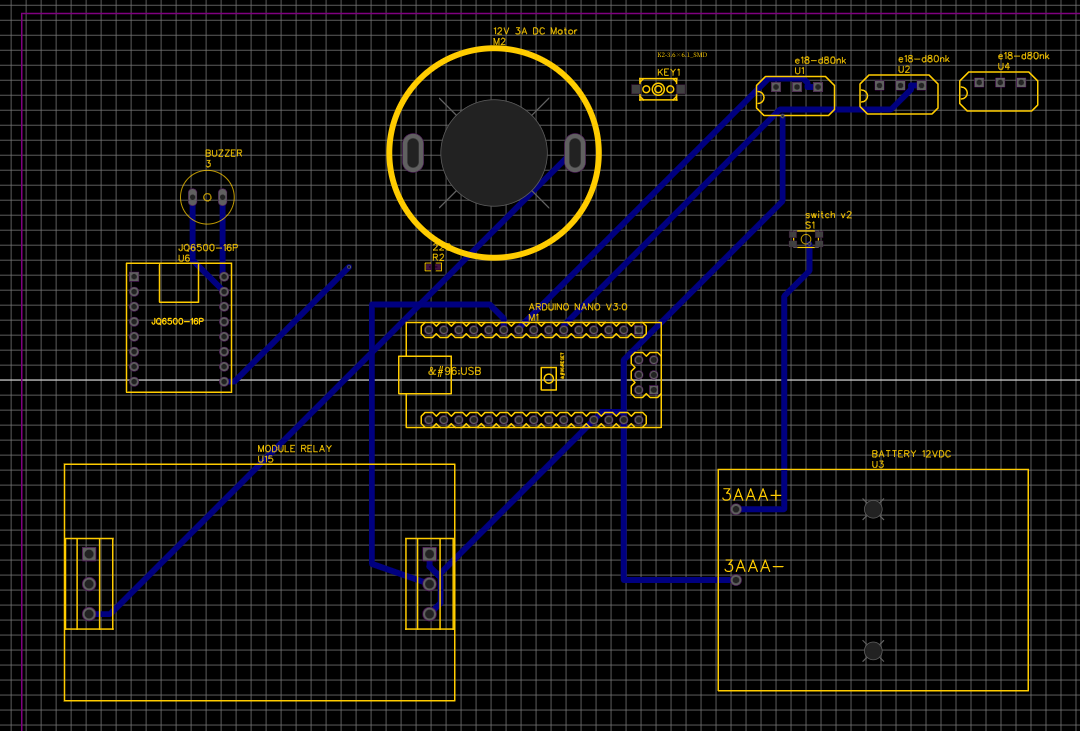 12V 3A DC Motor
M2
KEY1
e18-d80nk
U1
e18-d80nk
U2
e18-d80nk
U4
BUZZER
3
switch v2
S1
JQ6500-16P
U6
JQ6500-16P
R2
ARDUINO NANO V3.0
M1
&#96;USB
MODULE RELAY
U15
BATTERY 12VDC
U3
3AAA+
3AAA-